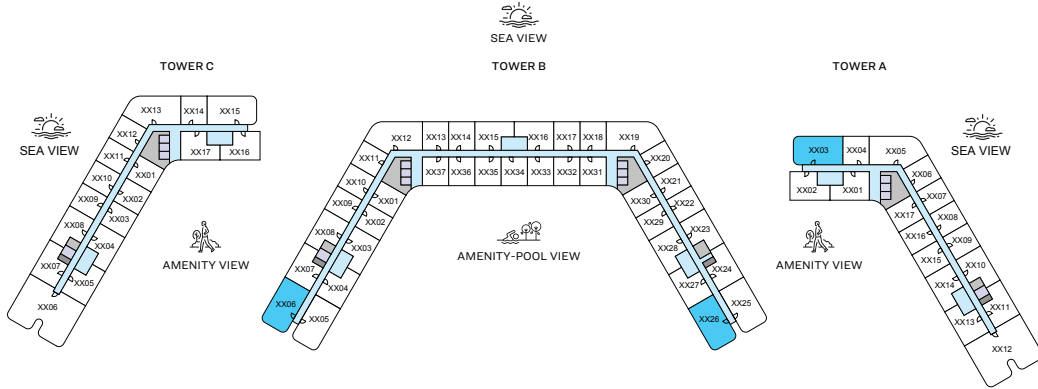 SEA VIEW
TOWER C
TOWER B
TOWER A
SEA VIEW
XX13
XX14
XX15
XX12
XX11
XX10
XX09
XX08
XX07
XX06
XX05
XX04
XX03
XX02
XX01
XX17
XX16
AMENITY VIEW
XX12
XX13
XX14
XX15
XX16
XX17
XX18
XX19
XX11
XX10
XX01
XX02
XX08
XX03
XX07
XX04
XX06
XX05
XX37
XX36
XX35
XX34
XX33
XX32
XX31
XX20
XX21
XX30
XX22
XX29
XX23
XX28
XX24
XX27
XX25
XX26
AMENITY-POOL VIEW
SEA VIEW
XX03
XX04
XX05
XX02
XX01
XX06
XX07
XX17
XX08
XX16
XX09
XX15
XX10
XX14
XX11
XX13
XX12
AMENITY VIEW